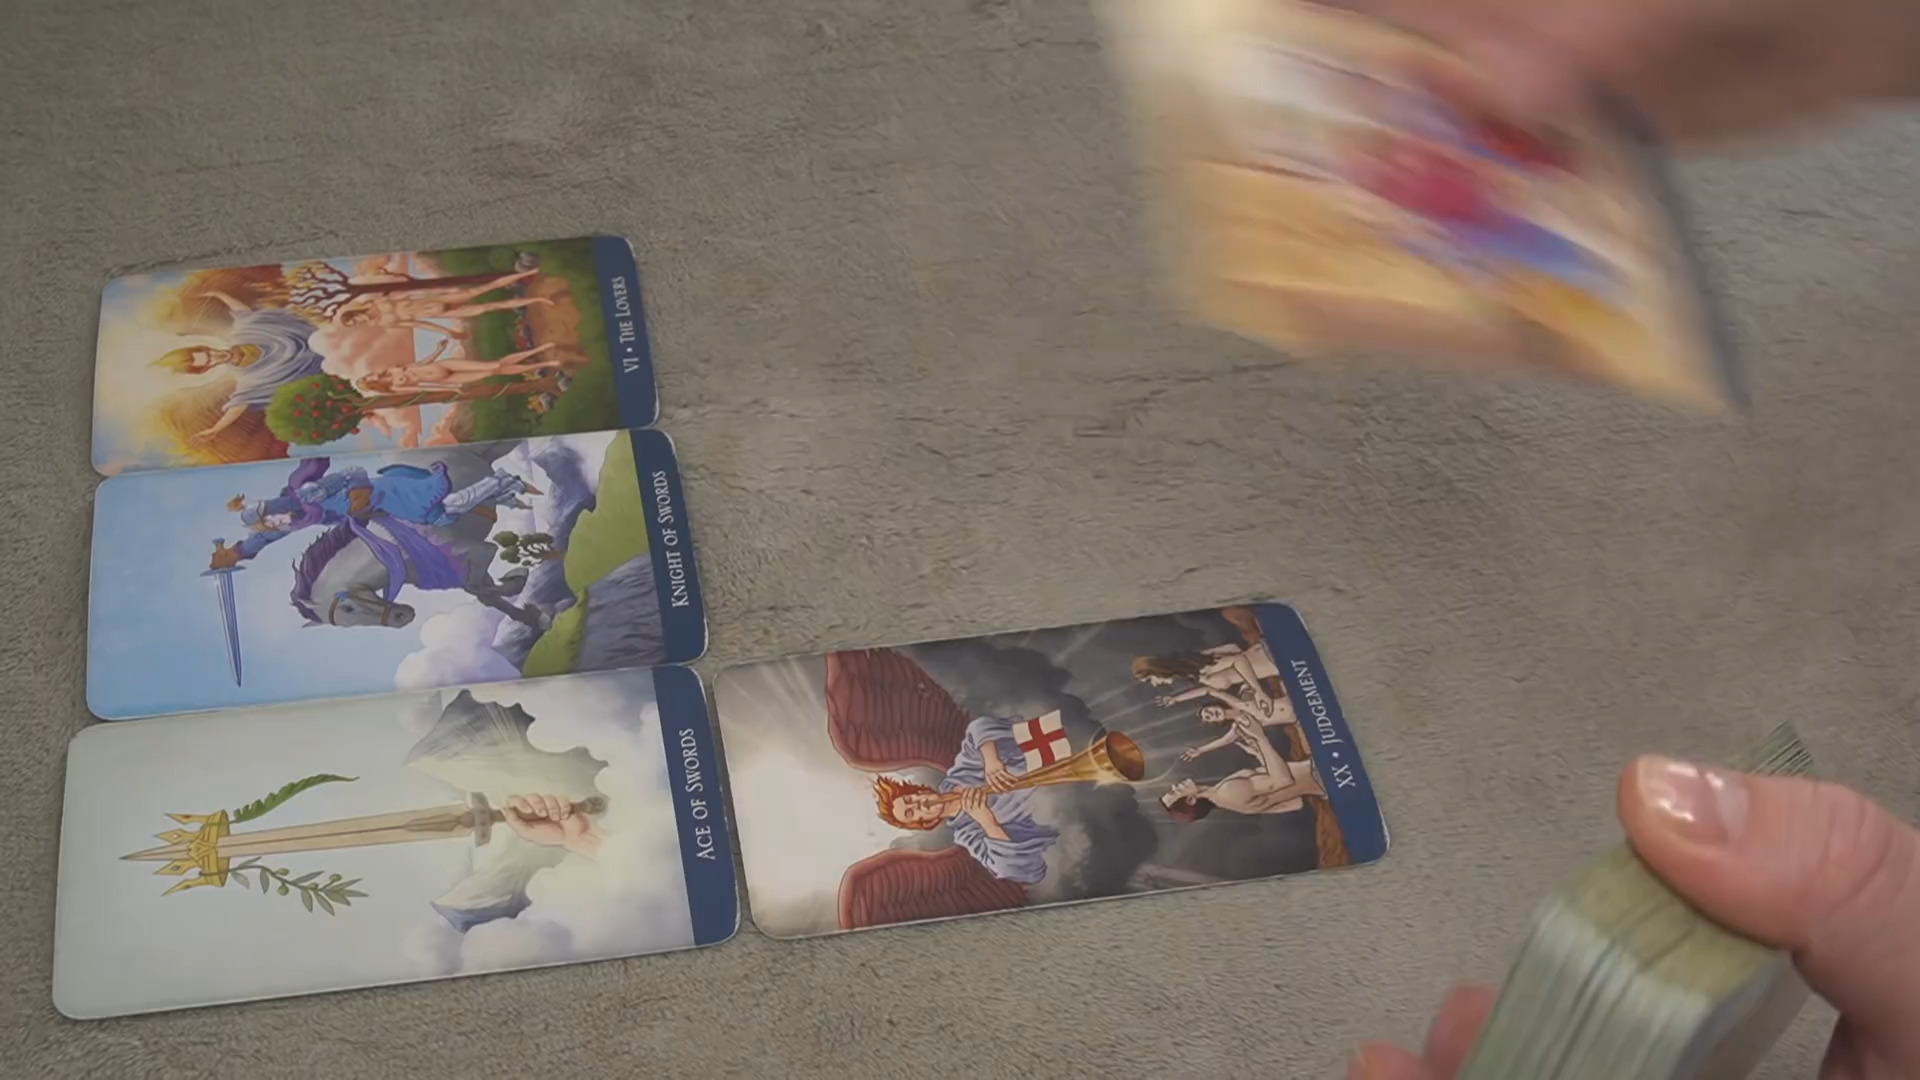 VI • THE LOVERS
KNIGHT OF SWORDS
ACE OF SWORDS
XX • JUDGEMENT